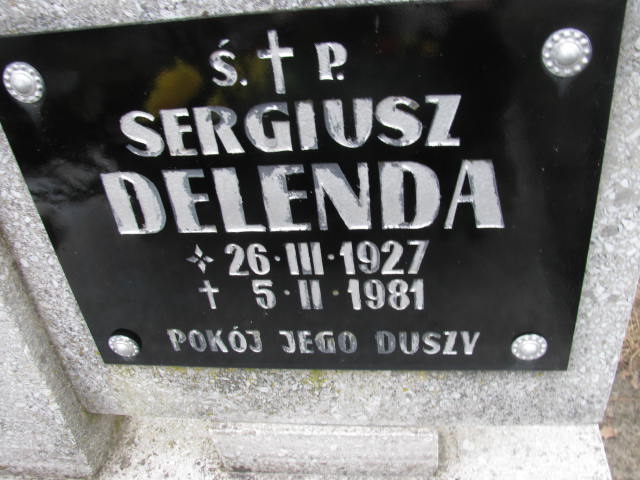 Ś. † P.
SERGIUSZ
DELENDA
✧ 26·III·1927
† 5·II·1981
POKÓJ JEGO DUSZY